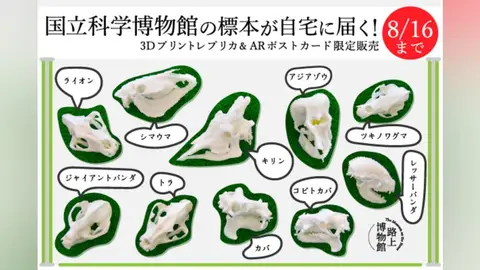 国立科学博物館の標本が自宅に届く!
3Dプリントレプリカ&ARポストカード限定販売
8/16
まで
ライオン
シマウマ
キリン
アジアゾウ
ツキノワグマ
ジャイアントパンダ
トラ
カバ
コビトカバ
レッサーパンダ
路上
博物館